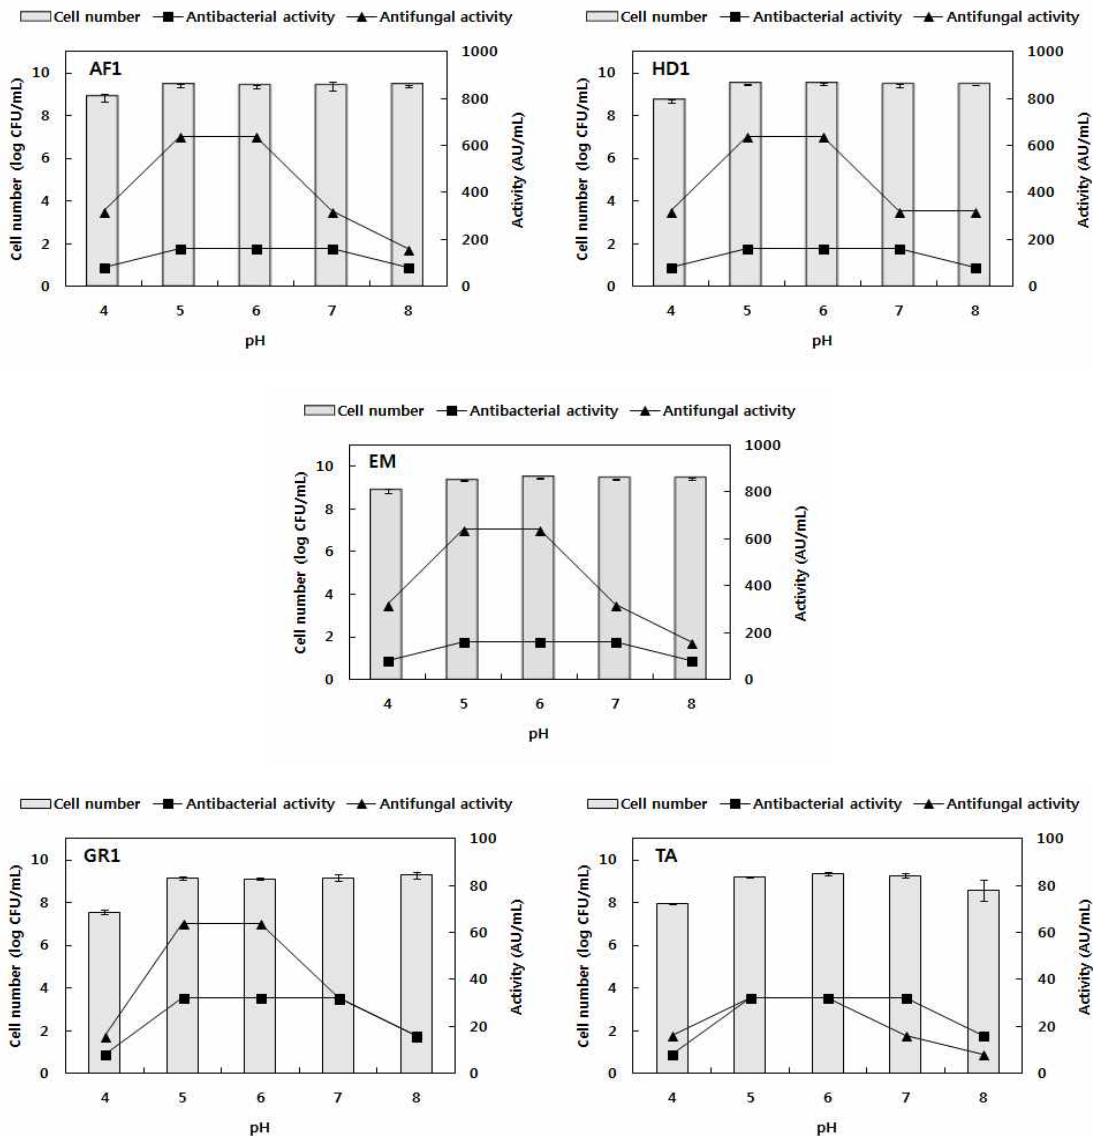 Cell number Antibacterial activity Antifungal activity
AF1
Cell number (log CFU/mL)
10
8
6
4
2
0
1000
800
600
400
200
0
Activity (AU/mL)
4 5 6 7 8
pH
Cell number Antibacterial activity Antifungal activity
HD1
Cell number (log CFU/mL)
10
8
6
4
2
0
1000
800
600
400
200
0
Activity (AU/mL)
4 5 6 7 8
pH
Cell number Antibacterial activity Antifungal activity
EM
Cell number (log CFU/mL)
10
8
6
4
2
0
1000
800
600
400
200
0
Activity (AU/mL)
4 5 6 7 8
pH
Cell number Antibacterial activity Antifungal activity
GR1
Cell number (log CFU/mL)
10
8
6
4
2
0
100
80
60
40
20
0
Activity (AU/mL)
4 5 6 7 8
pH
Cell number Antibacterial activity Antifungal activity
TA
Cell number (log CFU/mL)
10
8
6
4
2
0
100
80
60
40
20
0
Activity (AU/mL)
4 5 6 7 8
pH